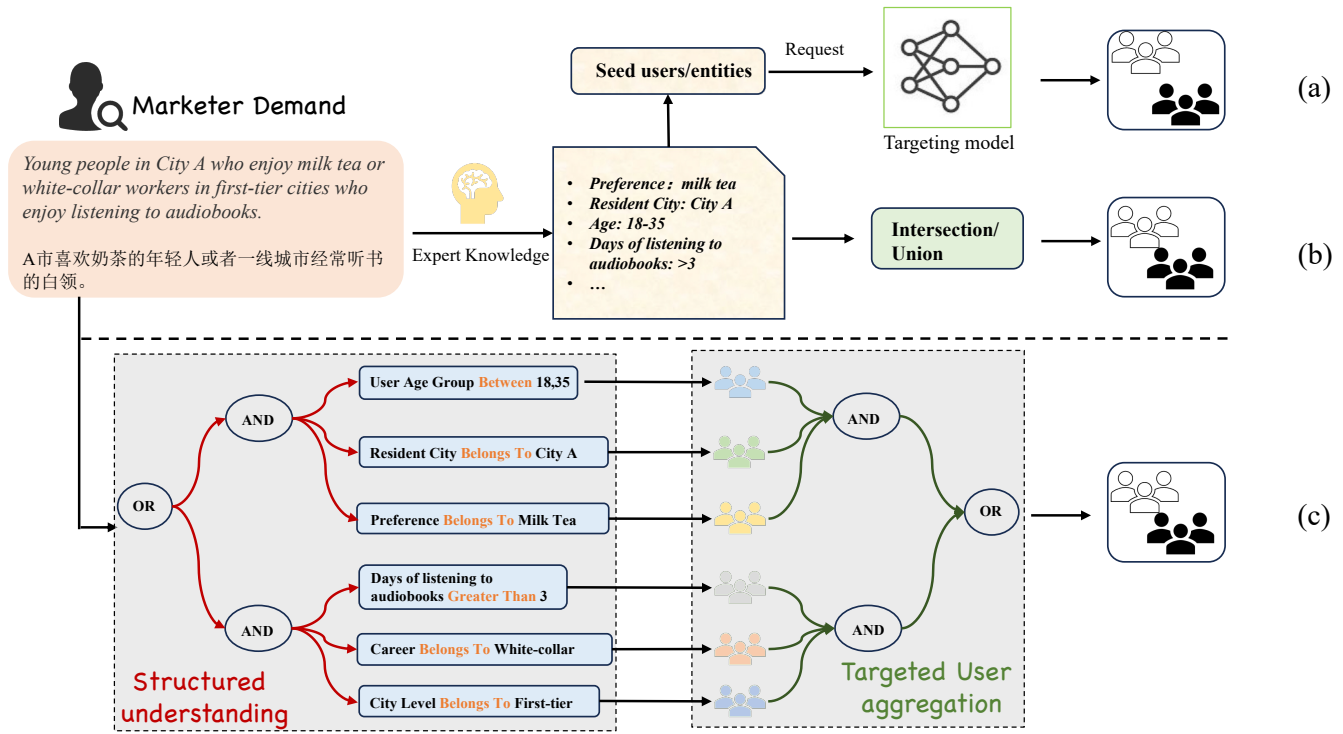 Marketer Demand
Young people in City A who enjoy milk tea or
white-collar workers in first-tier cities who
enjoy listening to audiobooks.
A市喜欢奶茶的年轻人或者一线城市经常听书
的白领。
Expert Knowledge
Seed users/entities
Request
Targeting model
(a)
• Preference：milk tea
• Resident City: City A
• Age: 18-35
• Days of listening to
audiobooks: >3
• …
Intersection/
Union
(b)
OR
AND
AND
User Age Group Between 18,35
Resident City Belongs To City A
Preference Belongs To Milk Tea
Days of listening to
audiobooks Greater Than 3
Career Belongs To White-collar
City Level Belongs To First-tier
Structured
understanding
AND
AND
OR
Targeted User
aggregation
(c)